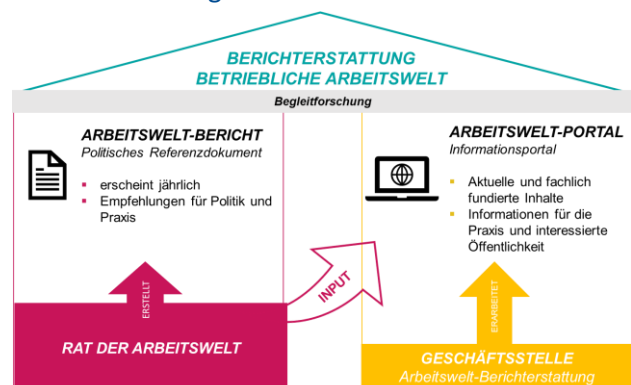 BERICHTERSTATTUNG
BETRIEBLICHE ARBEITSWELT
Begleitforschung
ARBEITSWELT-BERICHT
Politisches Referenzdokument
▪ erscheint jährlich
▪ Empfehlungen für Politik und
Praxis
ERSTELLT
RAT DER ARBEITSWELT
INPUT
ARBEITSWELT-PORTAL
Informationsportal
▪ Aktuelle und fachlich
fundierte Inhalte
▪ Informationen für die
Praxis und interessierte
Öffentlichkeit
ERARBEITET
GESCHÄFTSSTELLE
Arbeitswelt-Berichterstattung